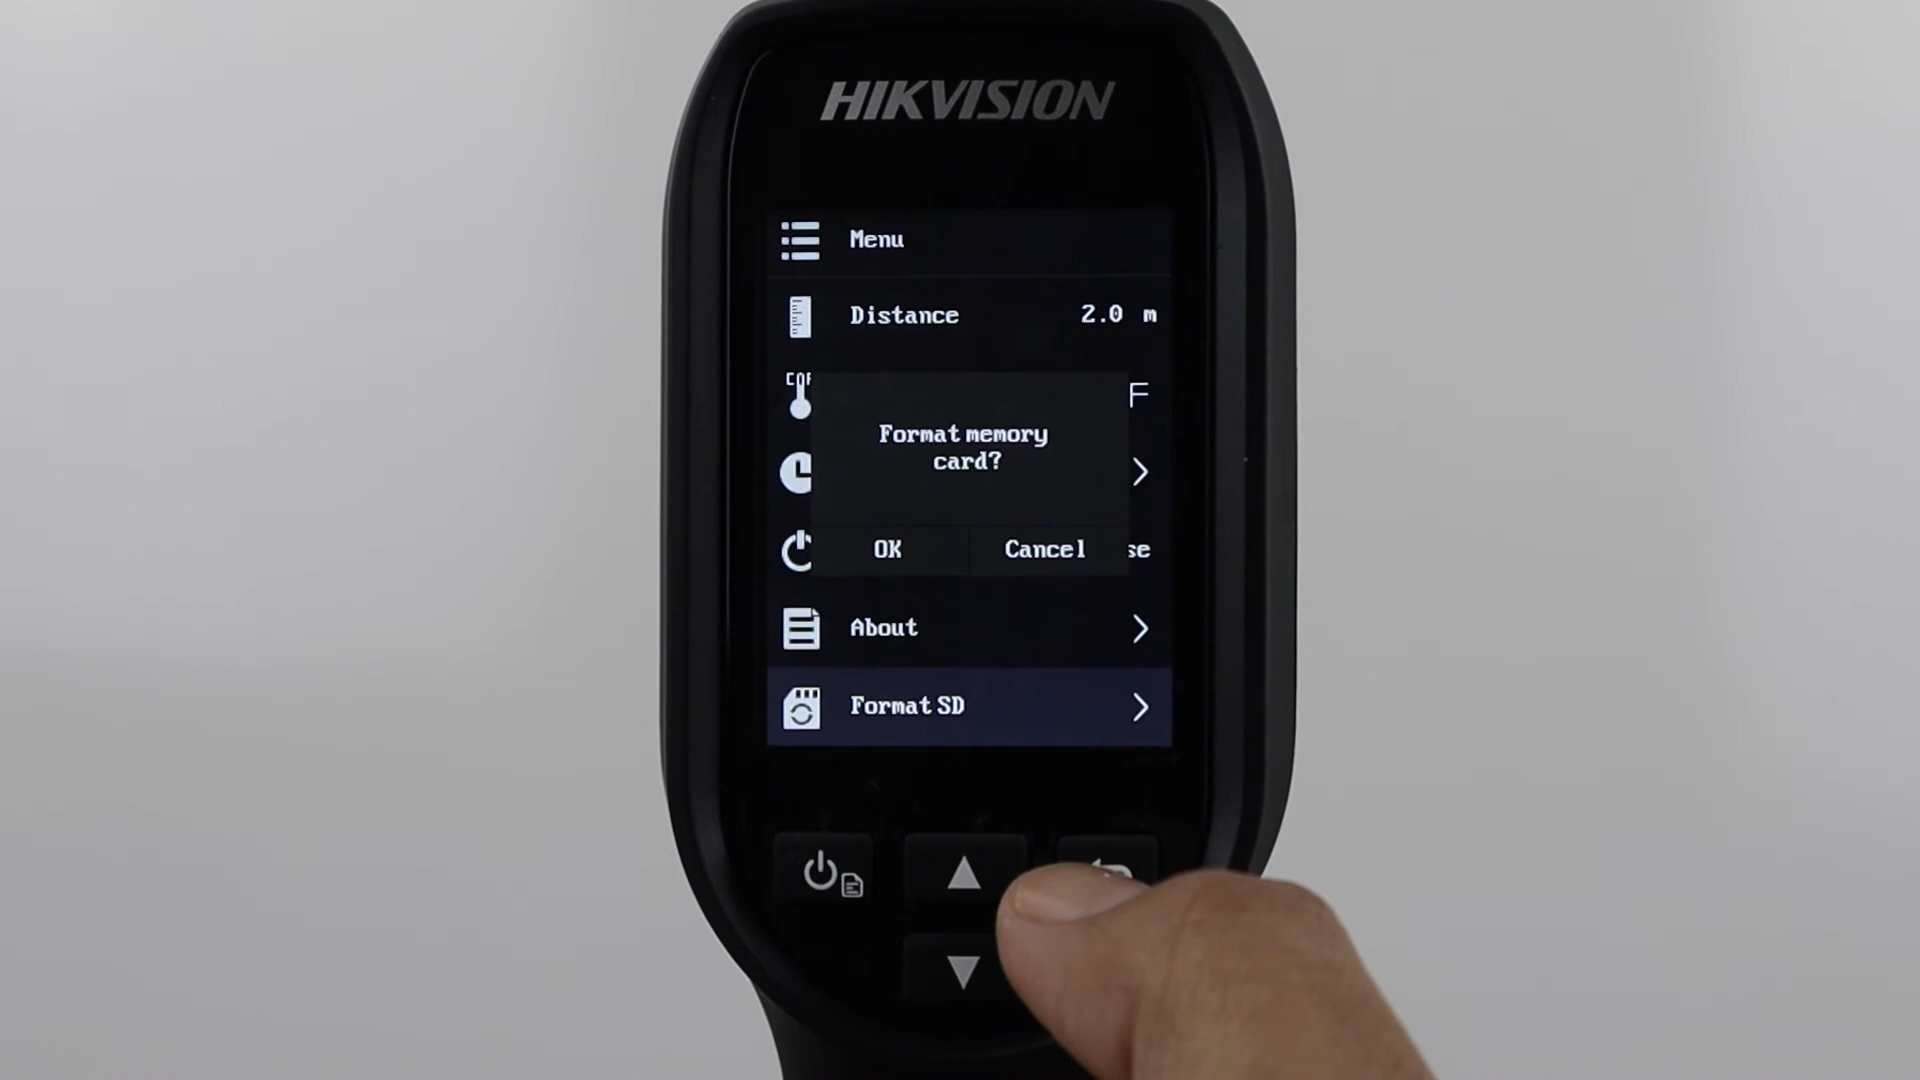 HIKVISION
Menu
Distance 2.0 m
F
Format memory
card?
OK Cancel se
About
Format SD